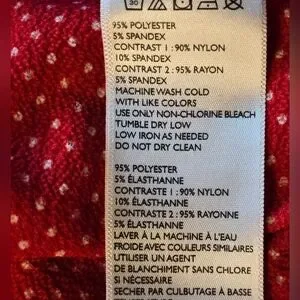 30
95% POLYESTER
5% SPANDEX
CONTRAST 1 : 90% NYLON
10% SPANDEX
CONTRAST 2 : 95% RAYON
5% SPANDEX
MACHINE WASH COLD
WITH LIKE COLORS
USE ONLY NON-CHLORINE BLEACH
TUMBLE DRY LOW
LOW IRON AS NEEDED
DO NOT DRY CLEAN
95% POLYESTER
5% ÉLASTHANNE
CONTRASTE 1 : 90% NYLON
10% ÉLASTHANNE
CONTRASTE 2 : 95% RAYONNE
5% ÉLASTHANNE
LAVER À LA MACHINE À L'EAU
FROIDE AVEC COULEURS SIMILAIRES
UTILISER UN AGENT
DE BLANCHIMENT SANS CHLORE
SI NÉCESSAIRE
SECHER PAR CULBUTAGE À BASSE